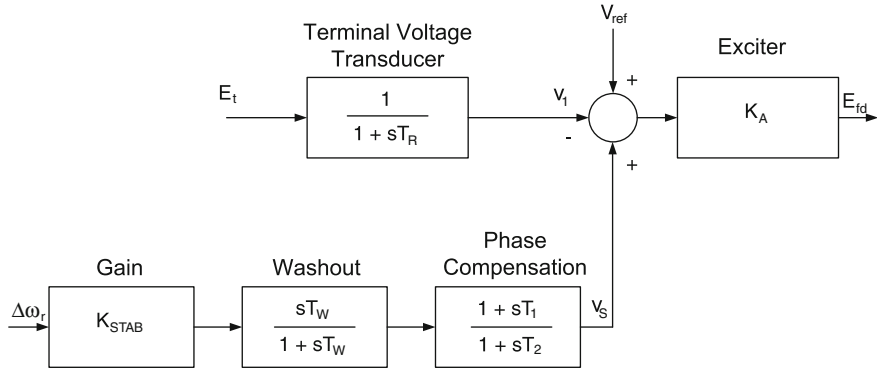 V_ref
Terminal Voltage
Transducer
Exciter
E_t
1
1 + sT_R
v_1
+
-
+
K_A
E_fd
Gain
Washout
Phase
Compensation
Δω_r
K_STAB
sT_W
1 + sT_W
1 + sT_1
1 + sT_2
v_S